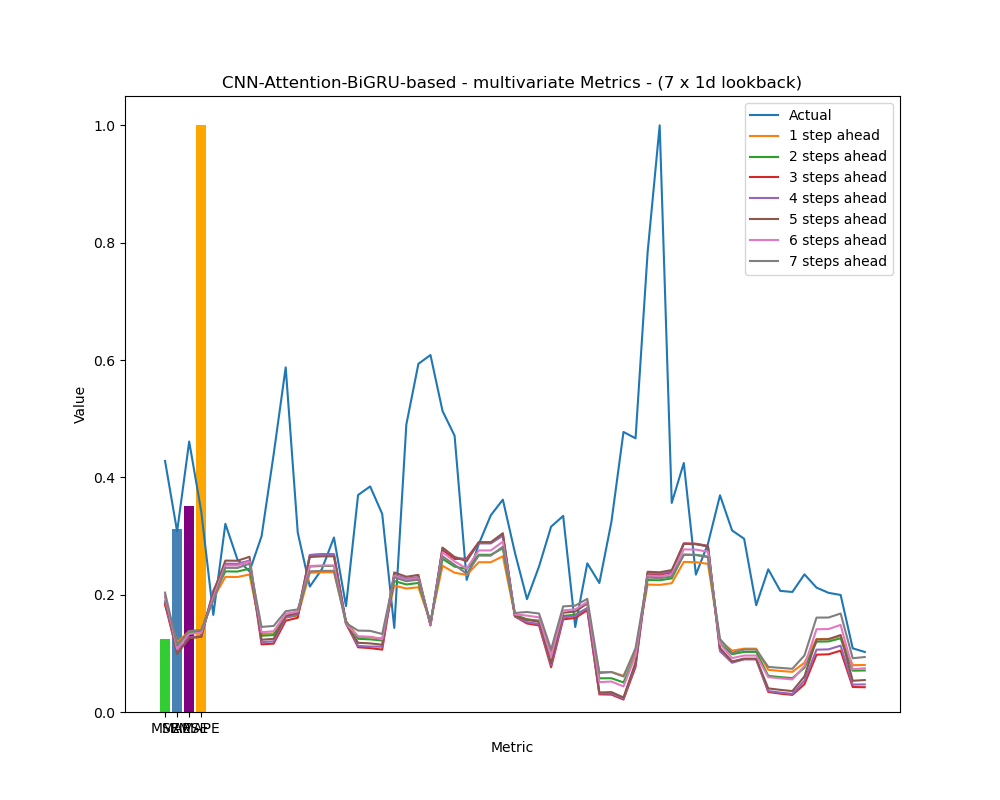 CNN-Attention-BiGRU-based - multivariate Metrics - (7 x 1d lookback)
Actual
1 step ahead
2 steps ahead
3 steps ahead
4 steps ahead
5 steps ahead
6 steps ahead
7 steps ahead
1.0
0.8
0.6
0.4
0.2
0.0
Value
Metric